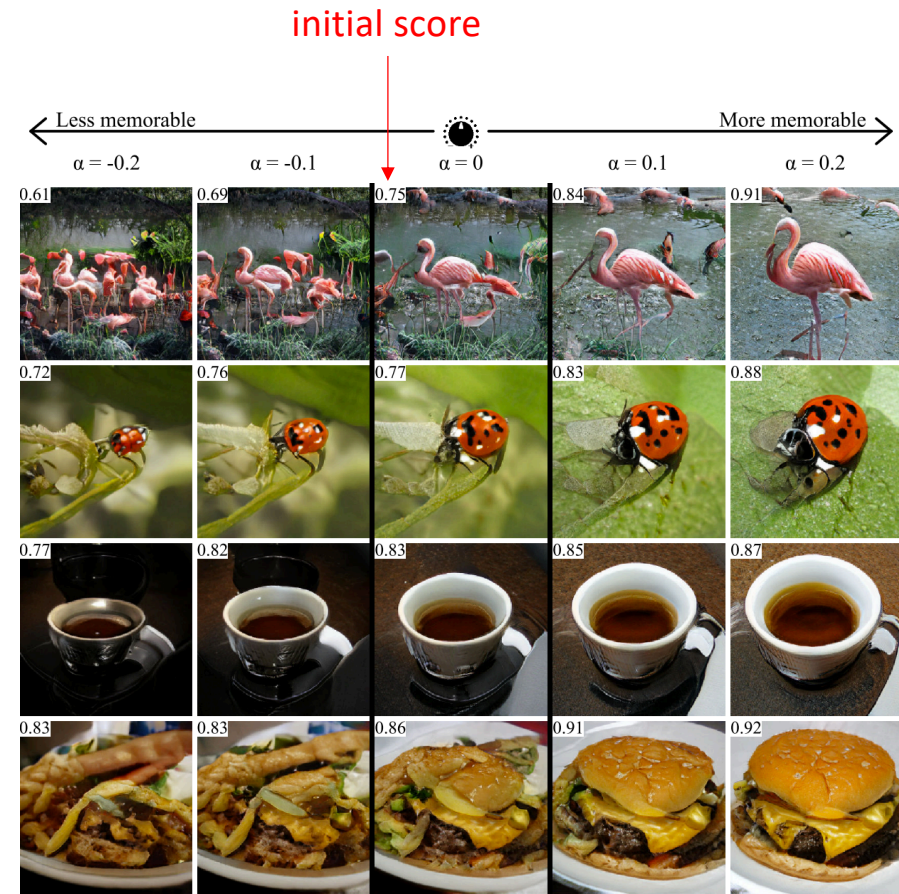 initial score
Less memorable
More memorable
α = -0.2
α = -0.1
α = 0
α = 0.1
α = 0.2
0.61
0.69
0.75
0.84
0.91
0.72
0.76
0.77
0.83
0.88
0.77
0.82
0.83
0.85
0.87
0.83
0.83
0.86
0.91
0.92